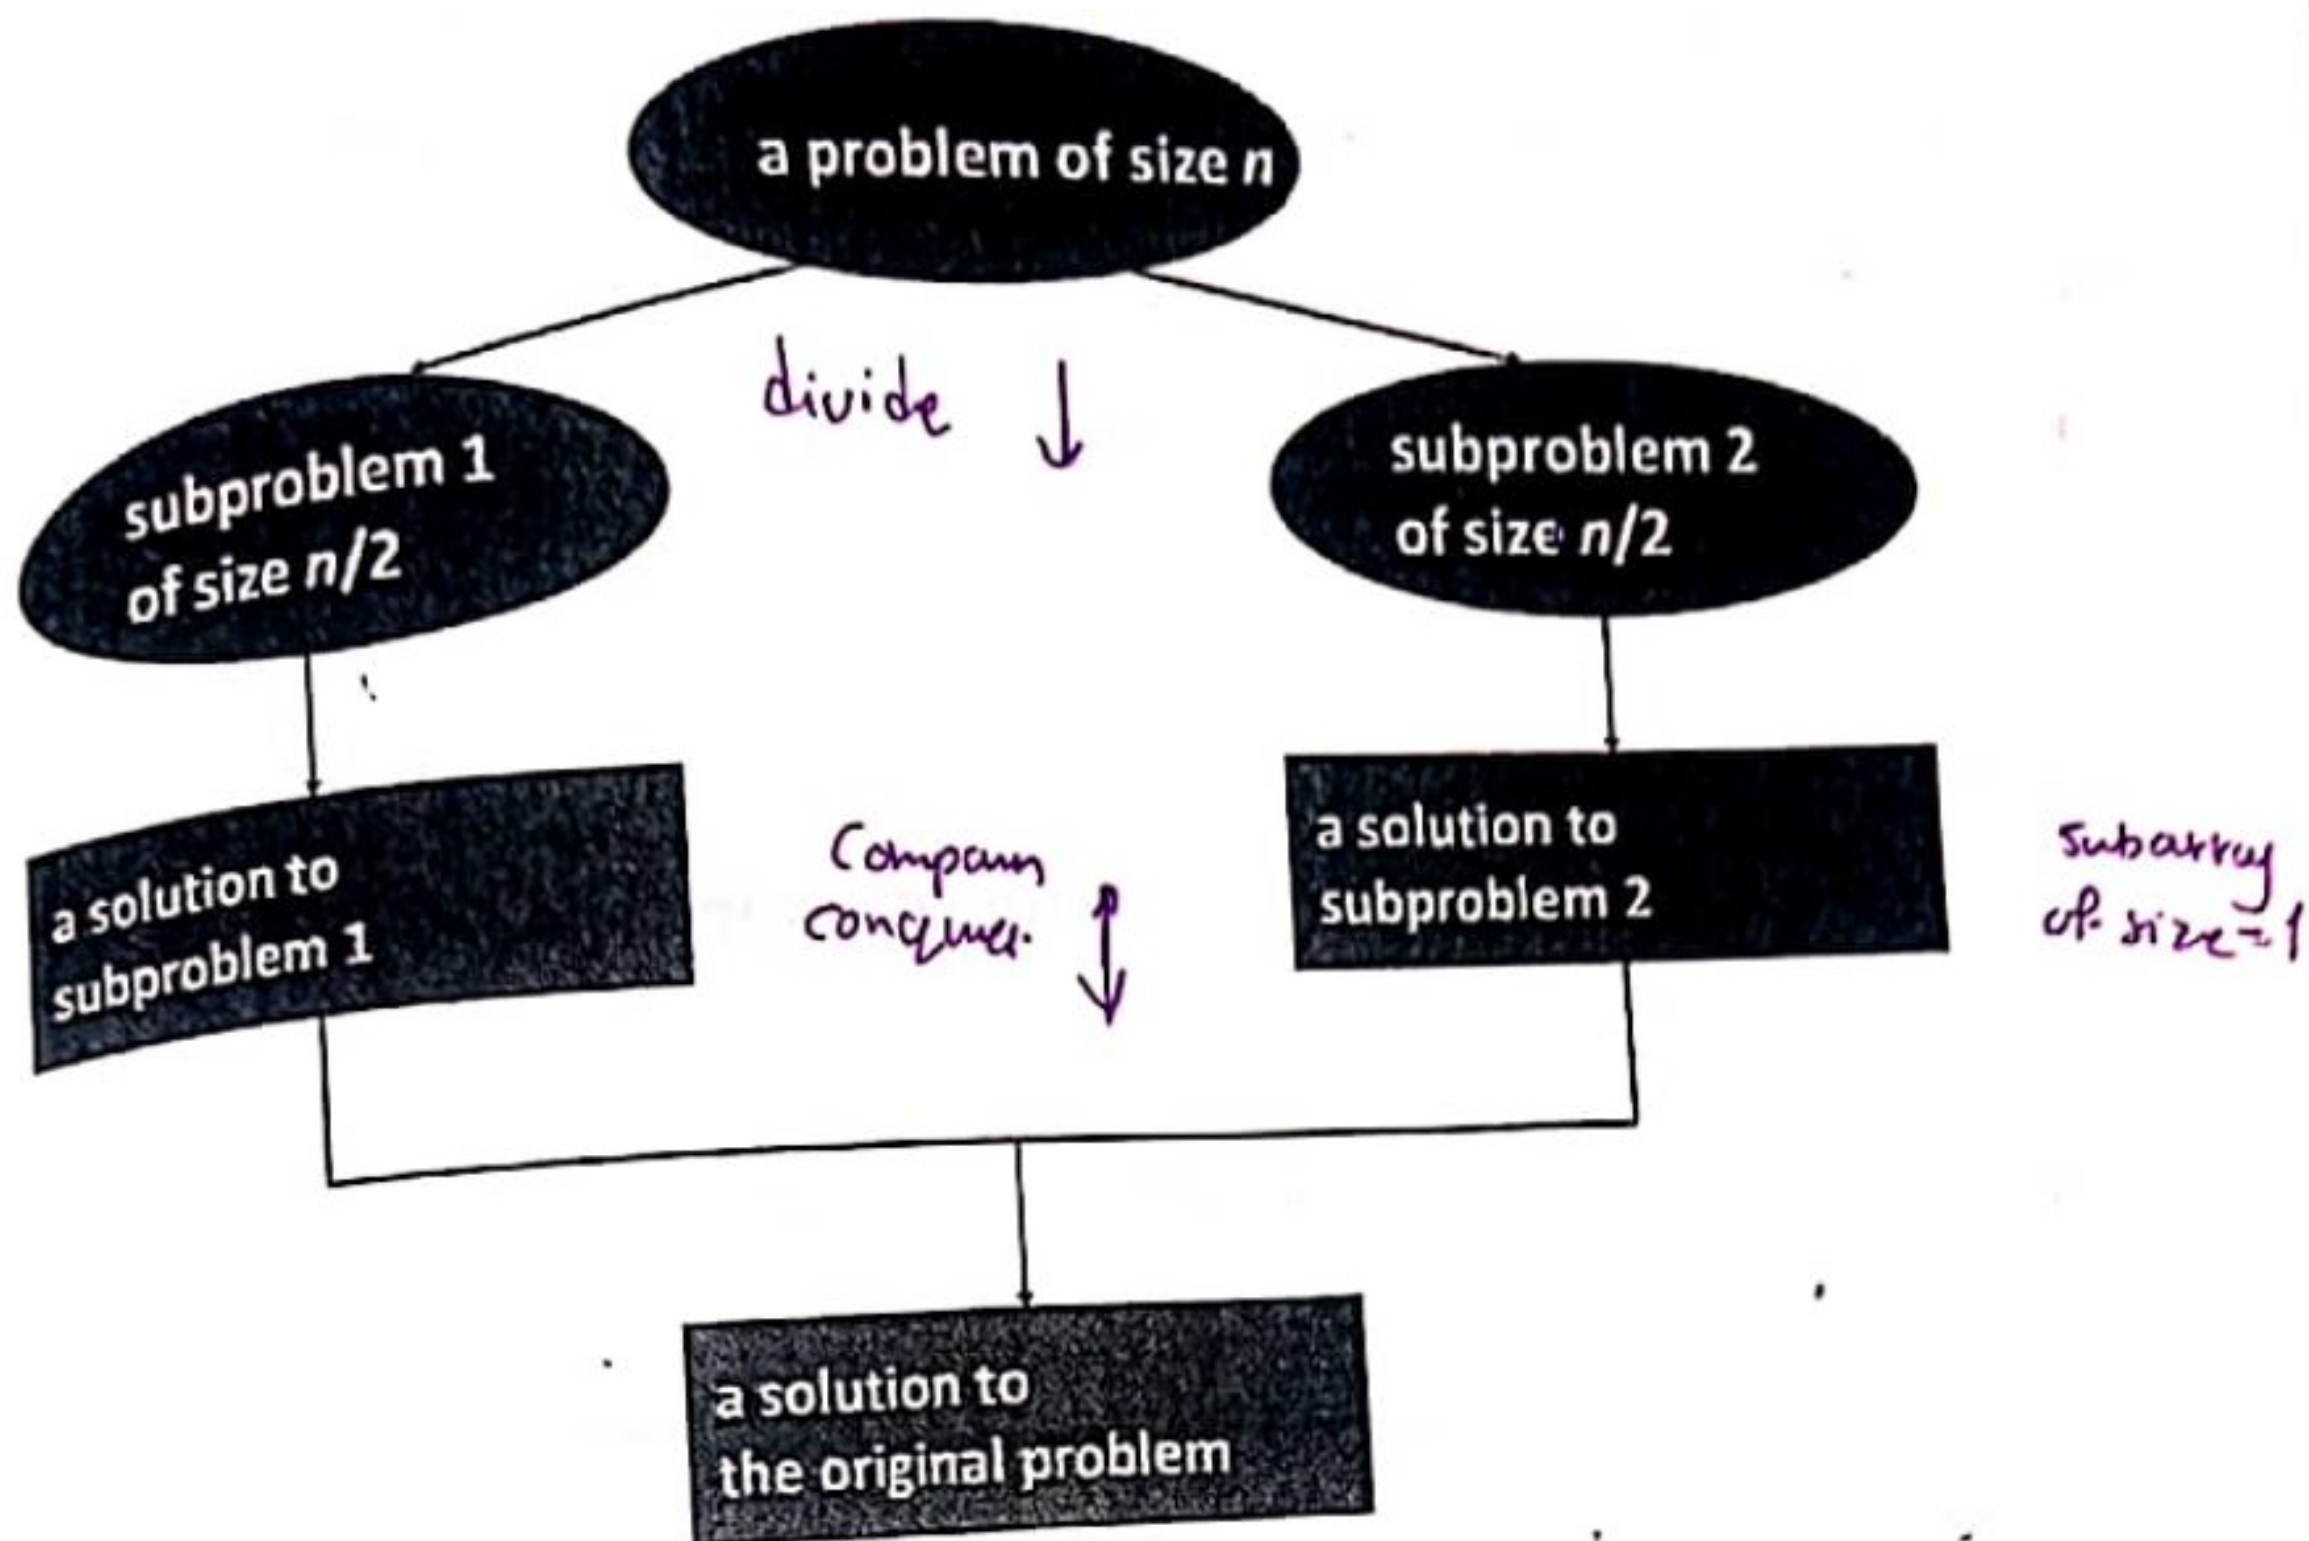 a problem of size n
divide
subproblem 1
of size n/2
subproblem 2
of size n/2
a solution to
subproblem 1
conquer.
a solution to
subproblem 2
subarray
of size=1
a solution to
the original problem